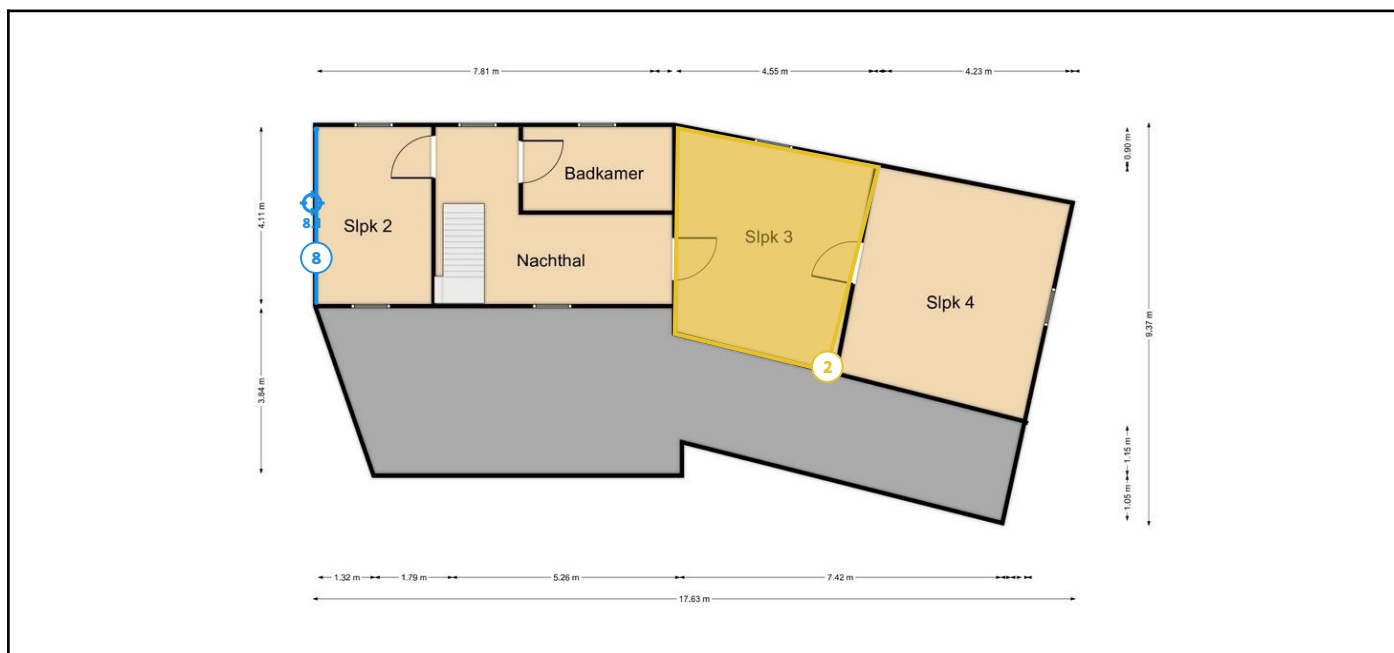 7.81 m
4.55 m
4.23 m
0.90 m
Badkamer
8.1
4.11 m
Slpk 2
Slpk 3
8
Nachthal
Slpk 4
9.37 m
2
3.84 m
1.15 m
1.05 m
1.32 m
1.79 m
5.26 m
7.42 m
17.63 m